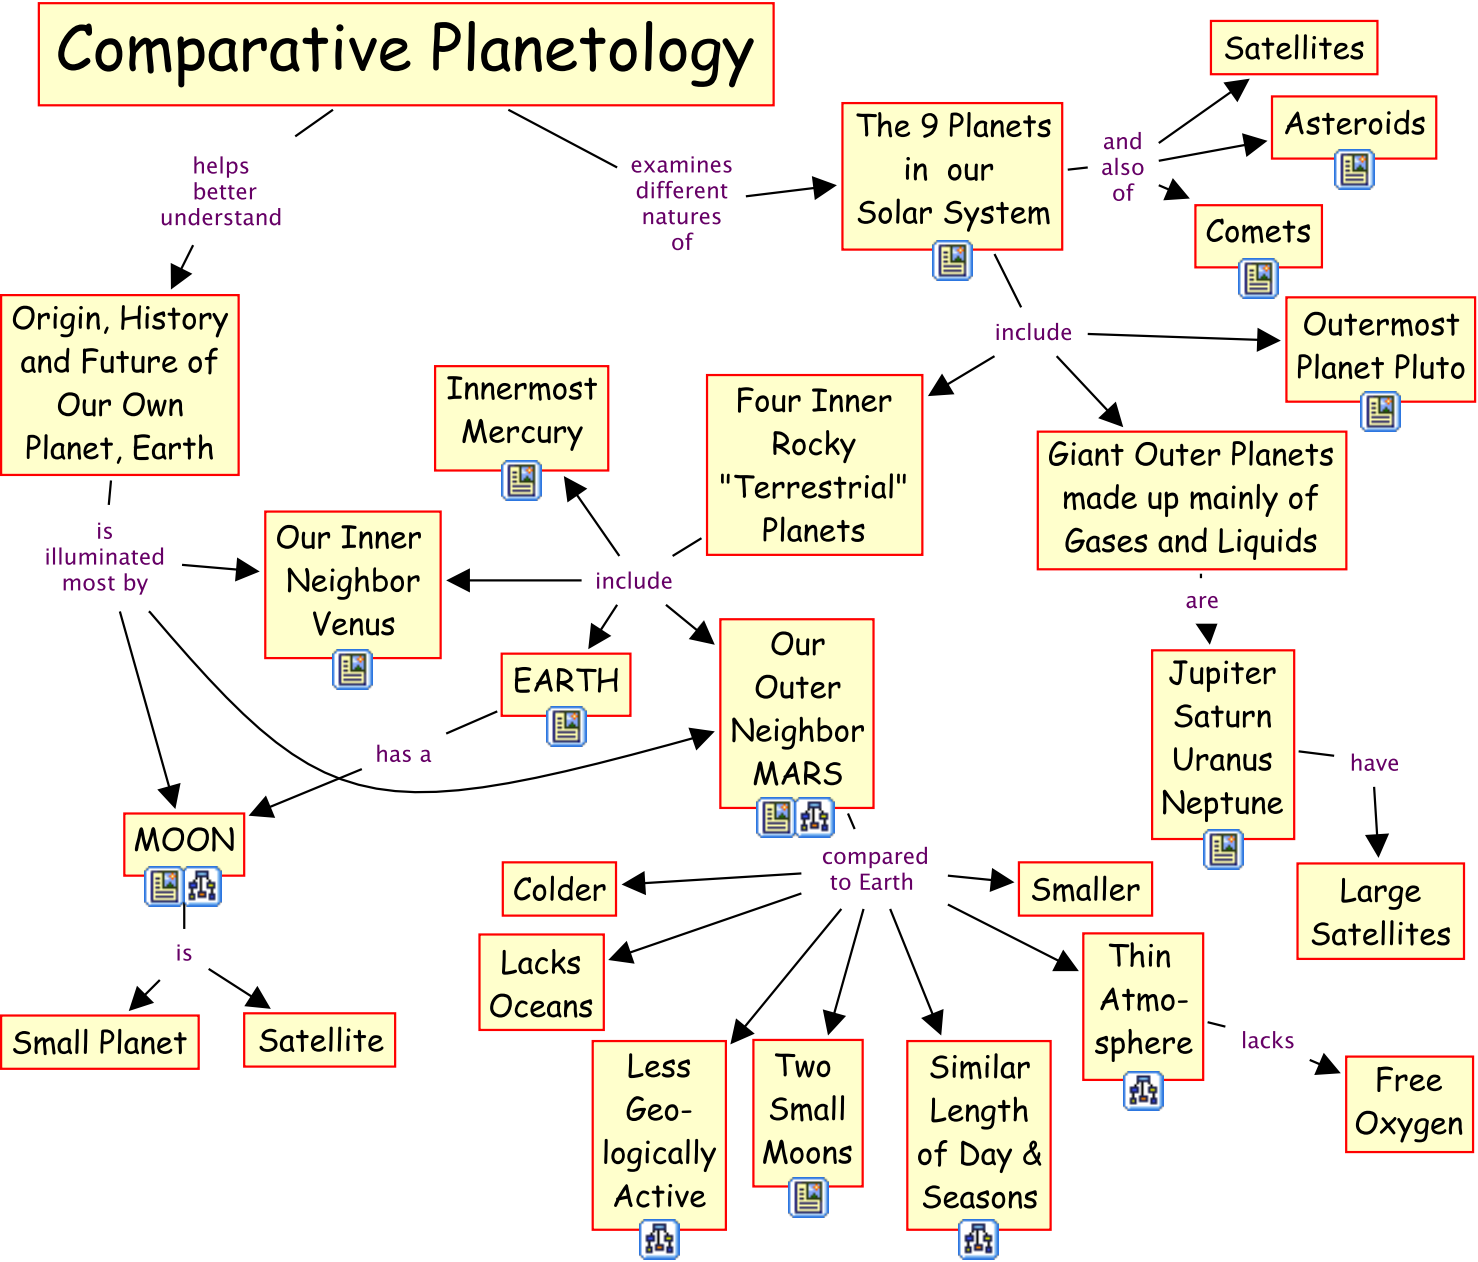 Comparative Planetology
helps
better
understand
examines
different
natures
of
The 9 Planets
in our
Solar System
and
also
of
Satellites
Asteroids
Comets
include
Outermost
Planet Pluto
Origin, History
and Future of
Our Own
Planet, Earth
Innermost
Mercury
Four Inner
Rocky
"Terrestrial"
Planets
Giant Outer Planets
made up mainly of
Gases and Liquids
is
illuminated
most by
Our Inner
Neighbor
Venus
include
are
EARTH
Our
Outer
Neighbor
MARS
Jupiter
Saturn
Uranus
Neptune
have
has a
MOON
compared
to Earth
Large
Satellites
is
Small Planet
Satellite
Colder
Smaller
Lacks
Oceans
Thin
Atmo-
sphere
lacks
Free
Oxygen
Less
Geo-
logically
Active
Two
Small
Moons
Similar
Length
of Day &
Seasons